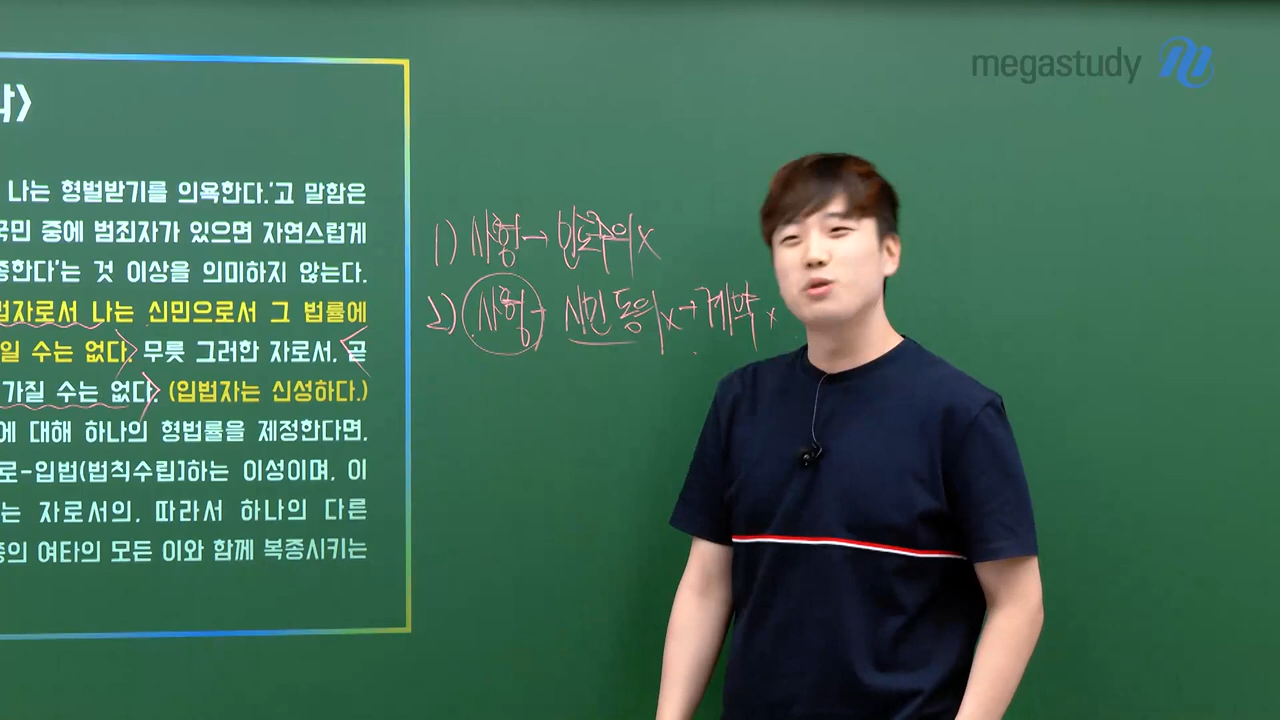 megastudy
각>
나는 형벌받기를 의욕한다.'고 말함은
국민 중에 범죄자가 있으면 자연스럽게
종한다'는 것 이상을 의미하지 않는다.
자로서 나는 신민으로서 그 법률에
일 수는 없다. 무릇 그러한 자로서, 곧
가질 수는 없다. (입법자는 신성하다.)
에 대해 하나의 형법률을 제정한다면,
로-입법(법칙수립]하는 이성이며, 이
는 자로서의, 따라서 하나의 다른
의 여타의 모든 이와 함께 복종시키는
1) 사형→ 인도주의 x
2) 사형→ 시민 동의 x → 계약 x